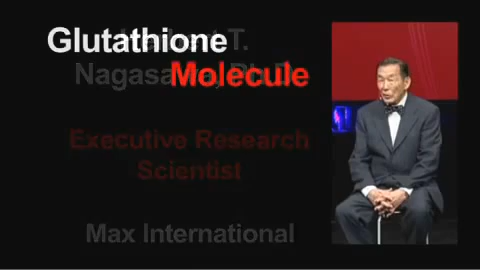 Glutathione
T.
Molecule
Executive Research
Scientist
Max International